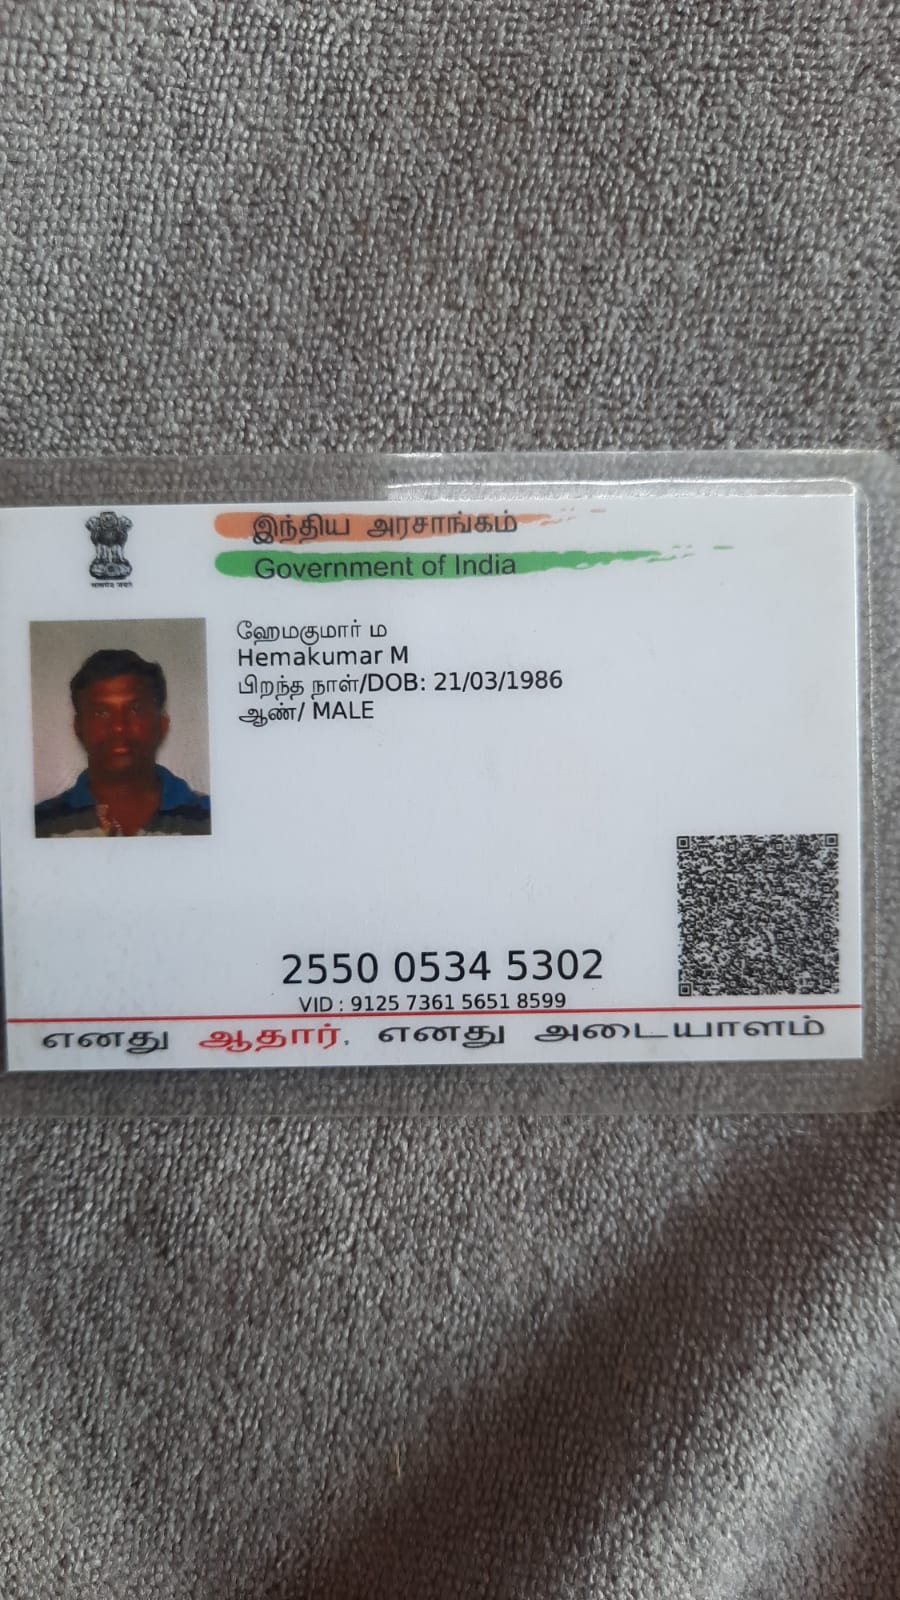 இந்திய அரசாங்கம்
Government of India
ஹேமகுமார் ம
Hemakumar M
பிறந்த நாள்/DOB: 21/03/1986
ஆண்/ MALE
2550 0534 5302
VID : 9125 7361 5651 8599
எனது ஆதார், எனது அடையாளம்